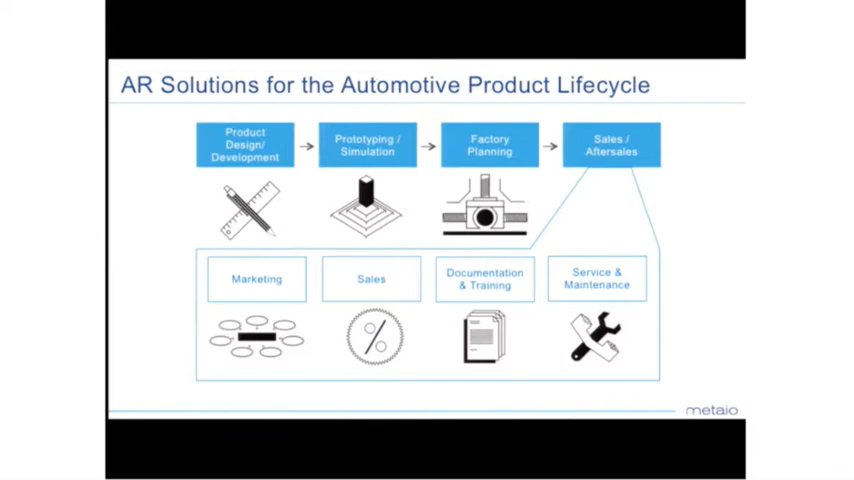 AR Solutions for the Automotive Product Lifecycle
Product
Design/
Development
Prototyping /
Simulation
Factory
Planning
Sales /
Aftersales
Marketing
Sales
Documentation
& Training
Service &
Maintenance
metaio